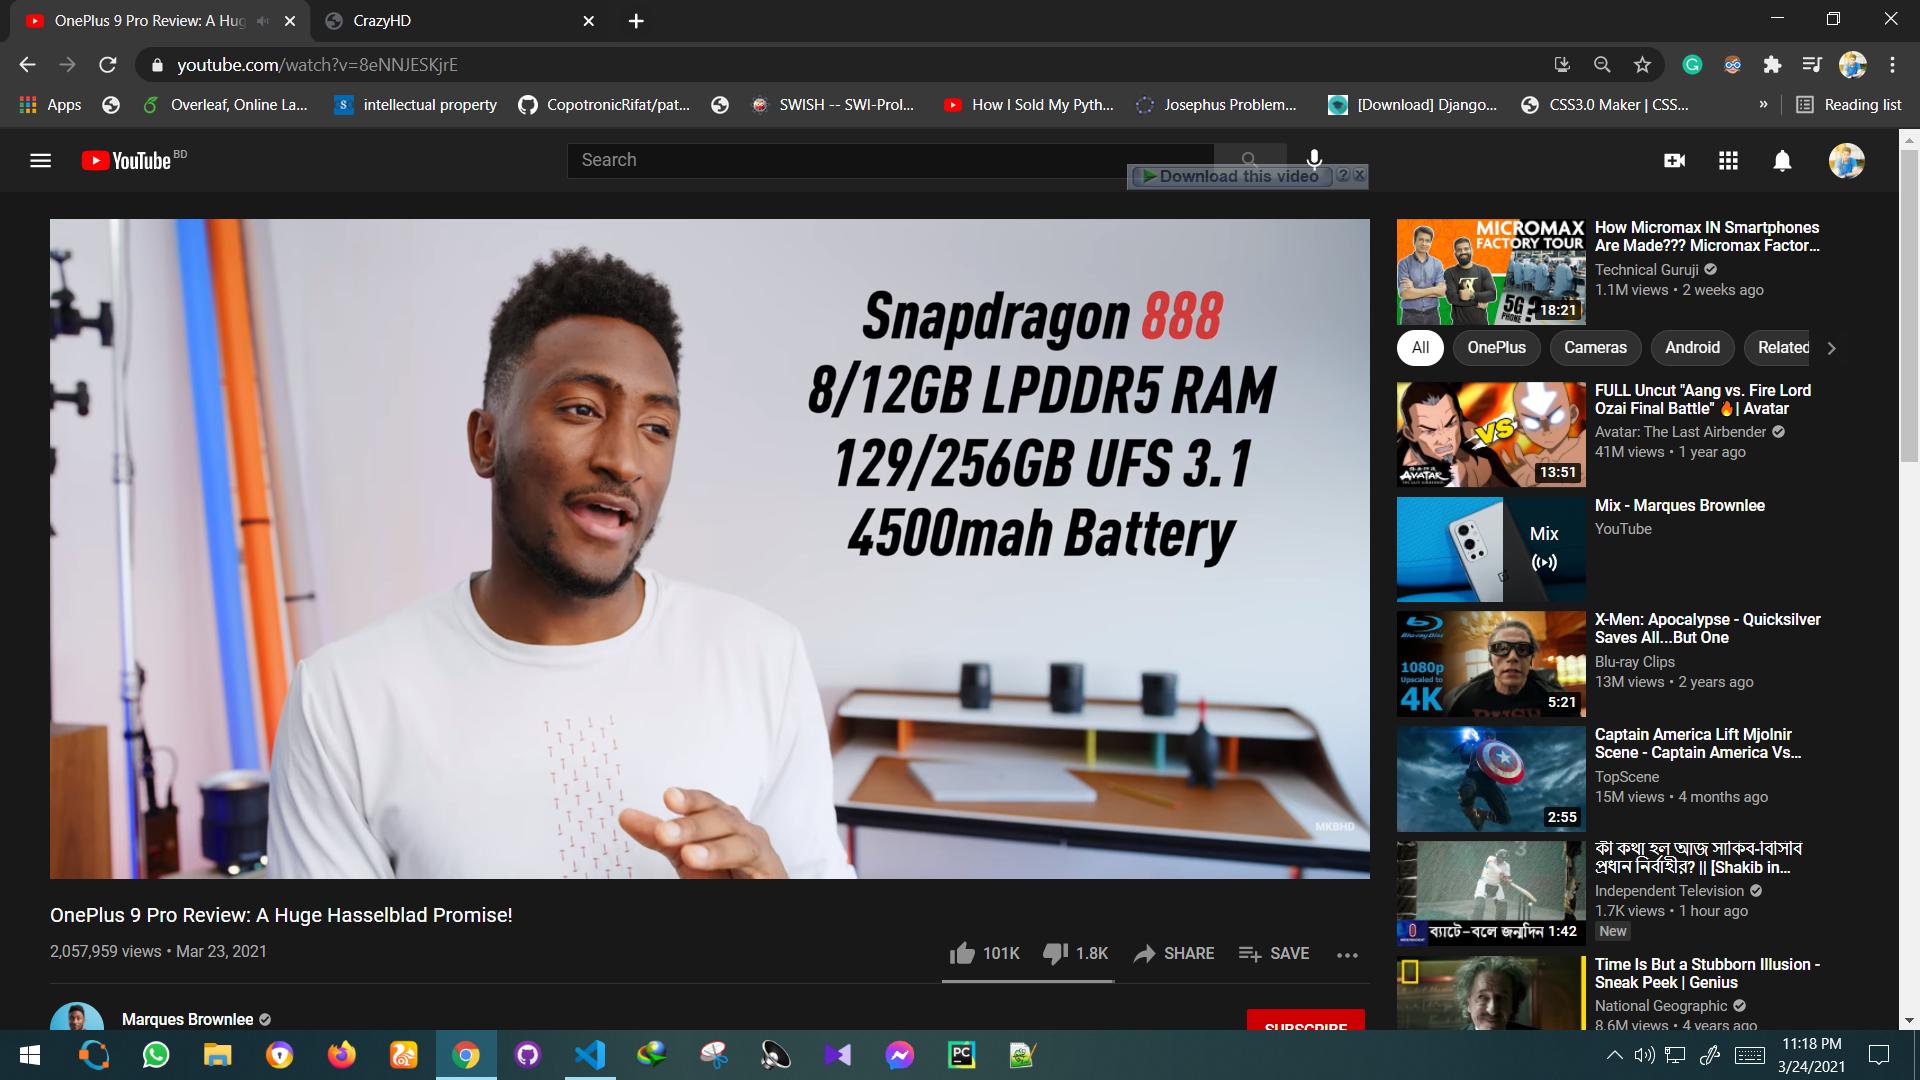 OnePlus 9 Pro Review: A Hug
CrazyHD
youtube.com/watch?v=8eNNJESKjrE
Apps
Overleaf, Online La...
intellectual property
CopotronicRifat/pat...
SWISH -- SWI-Prol...
How I Sold My Pyth...
Josephus Problem...
[Download] Django...
CSS3.0 Maker | CSS...
»
Reading list
YouTube BD
Search
Download this video
Snapdragon 888
8/12GB LPDDR5 RAM
129/256GB UFS 3.1
4500mah Battery
MKBHD
OnePlus 9 Pro Review: A Huge Hasselblad Promise!
2,057,959 views • Mar 23, 2021
101K
1.8K
SHARE
SAVE
Marques Brownlee
SUBSCRIBE
MICROMAX
FACTORY TOUR
5G ?
PHONE
18:21
How Micromax IN Smartphones
Are Made??? Micromax Factor...
Technical Guruji
1.1M views • 2 weeks ago
All
OnePlus
Cameras
Android
Related
VS
AVATAR
13:51
FULL Uncut "Aang vs. Fire Lord
Ozai Final Battle" 🔥| Avatar
Avatar: The Last Airbender
41M views • 1 year ago
Mix
Mix - Marques Brownlee
YouTube
Blu-ray Disc
1080p
Upscaled to
4K
5:21
X-Men: Apocalypse - Quicksilver
Saves All...But One
Blu-ray Clips
13M views • 2 years ago
2:55
Captain America Lift Mjolnir
Scene - Captain America Vs...
TopScene
15M views • 4 months ago
ব্যাটে-বলে জন্মদিন 1:42
কী কথা হল আজ সাকিব-বিসিবি
প্রধান নির্বাহীর? || [Shakib in...
Independent Television
1.7K views • 1 hour ago
New
Time Is But a Stubborn Illusion -
Sneak Peek | Genius
National Geographic
8.6M views • 4 years ago
PC
11:18 PM
3/24/2021